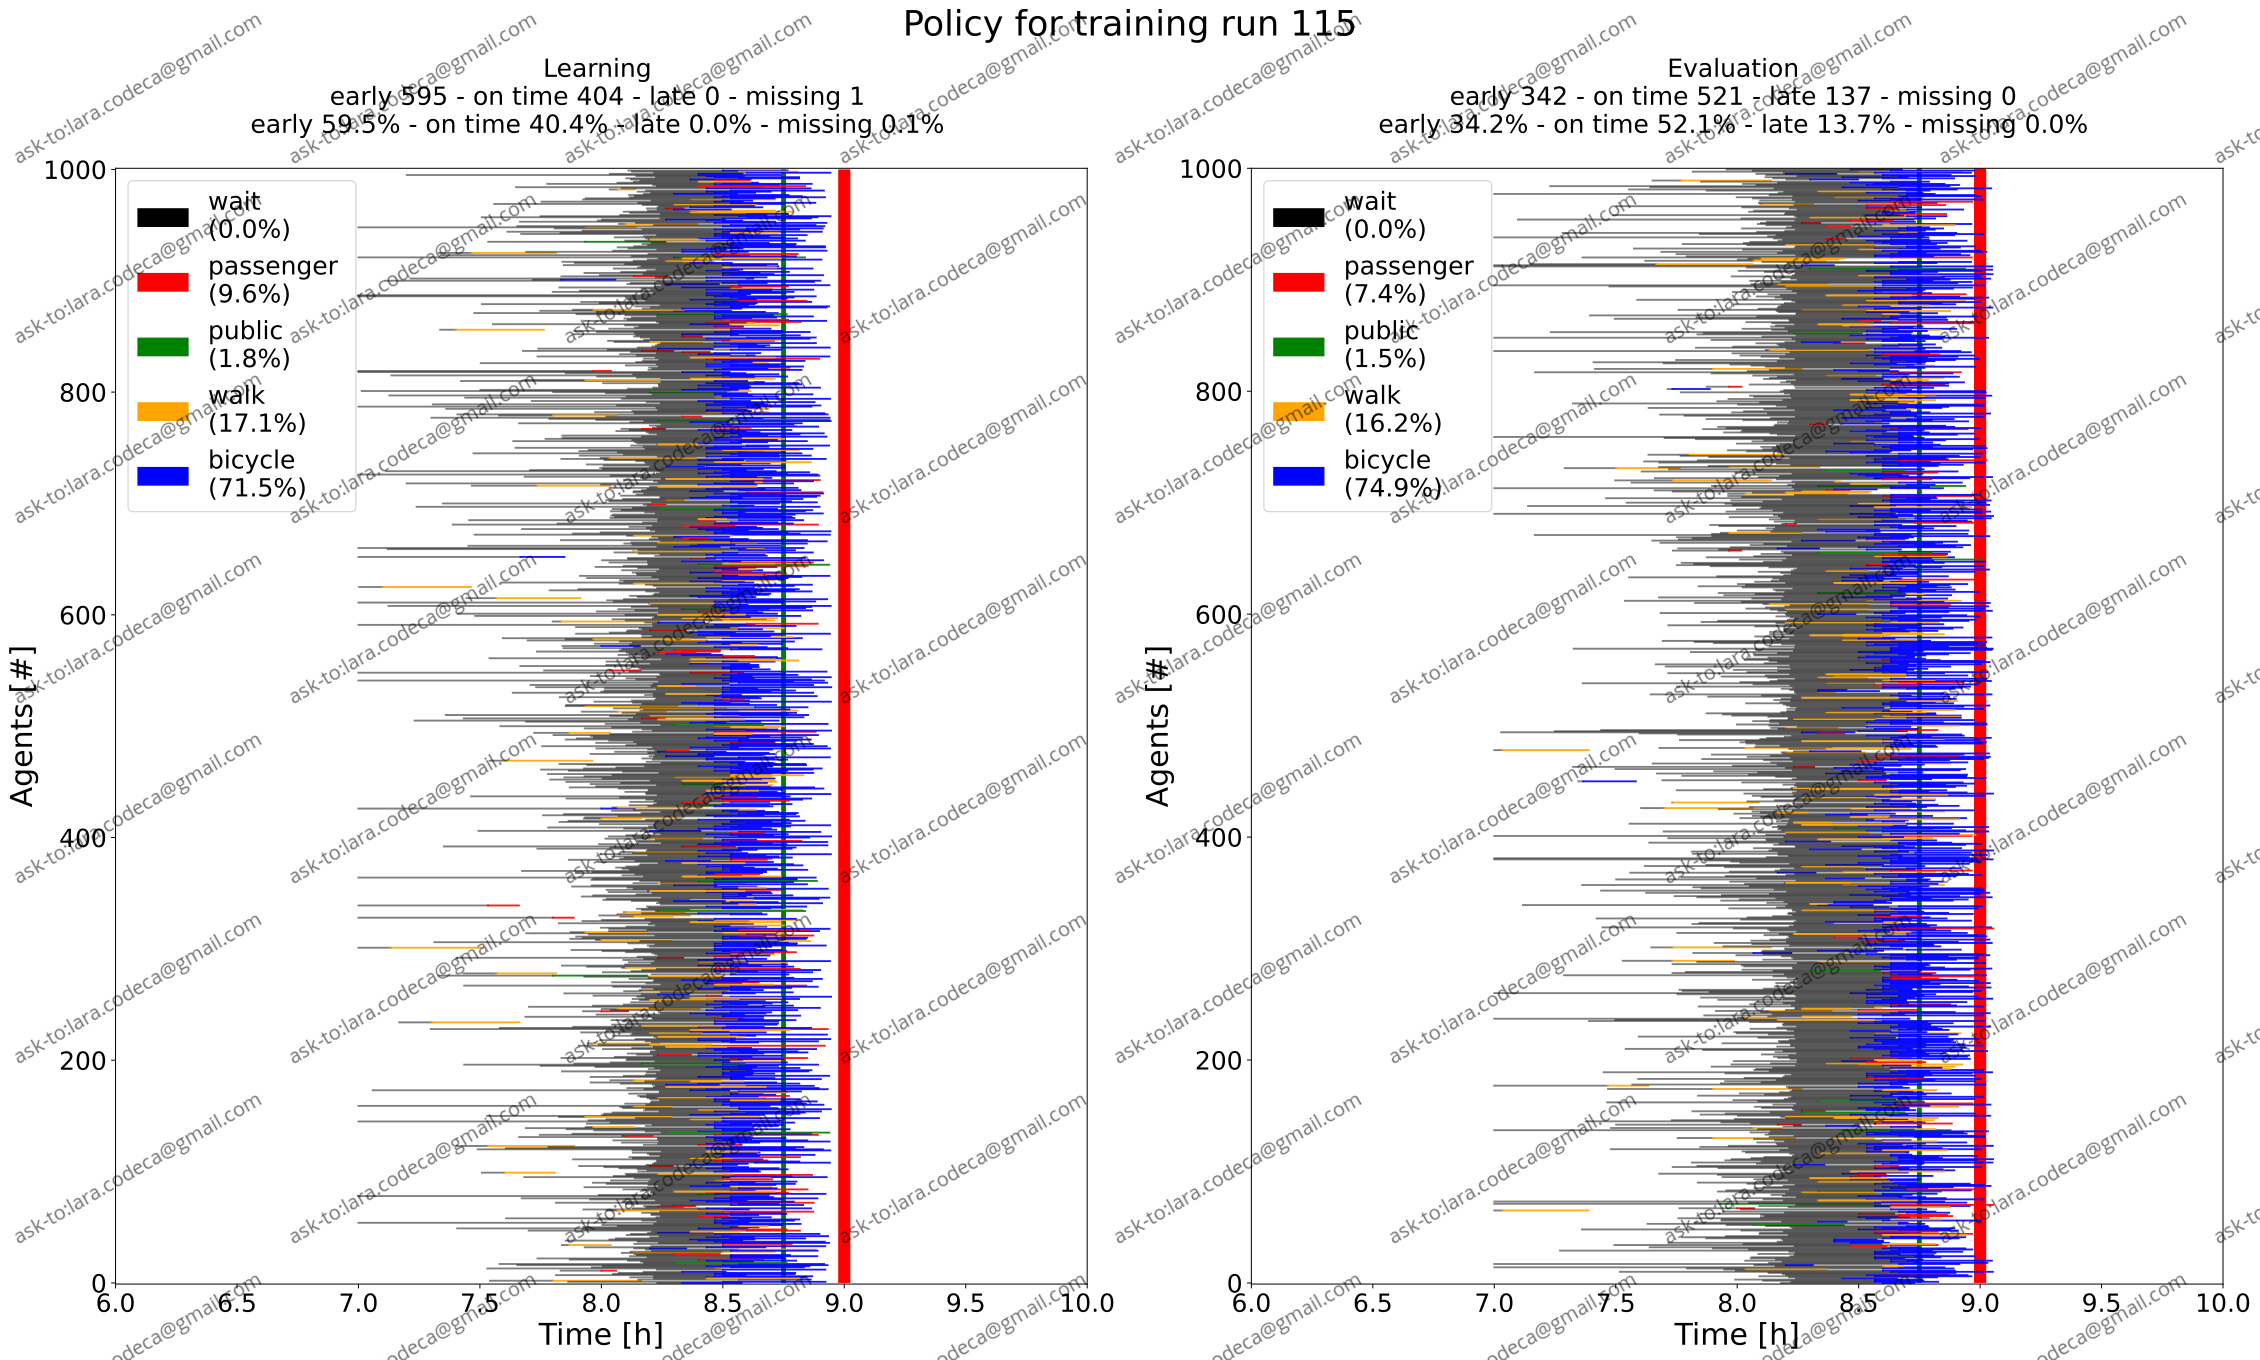 Policy for training run 115
Learning
early 595 - on time 404 - late 0 - missing 1
early 59.5% - on time 40.4% - late 0.0% - missing 0.1%
1000
800
600
400
200
0
Agents [#]
wait
(0.0%)
passenger
(9.6%)
public
(1.8%)
walk
(17.1%)
bicycle
(71.5%)
6.0 6.5 7.0 7.5 8.0 8.5 9.0 9.5 10.0
Time [h]
Evaluation
early 342 - on time 521 - late 137 - missing 0
early 34.2% - on time 52.1% - late 13.7% - missing 0.0%
1000
800
600
400
200
0
Agents [#]
wait
(0.0%)
passenger
(7.4%)
public
(1.5%)
walk
(16.2%)
bicycle
(74.9%)
6.0 6.5 7.0 7.5 8.0 8.5 9.0 9.5 10.0
Time [h]
ask-to:lara.codeca@gmail.com